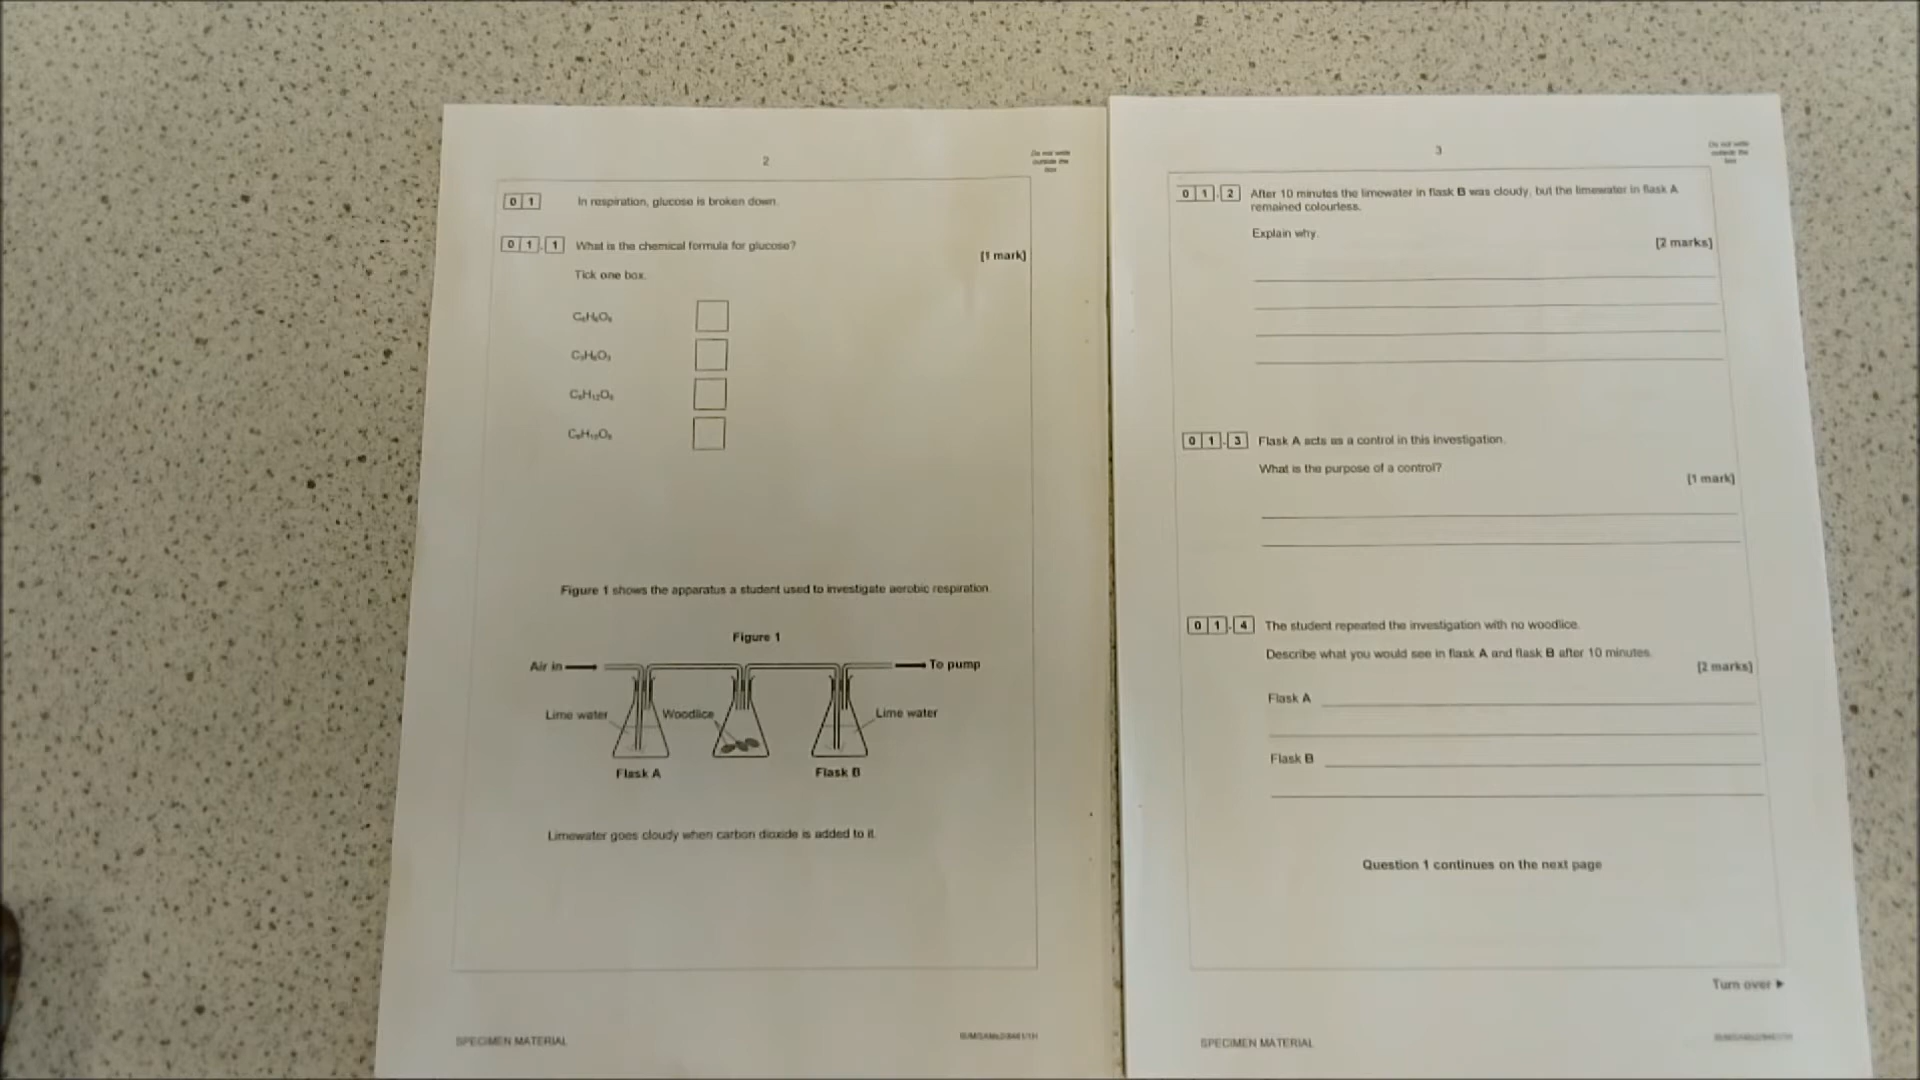 2
0 1 In respiration, glucose is broken down.
0 1 . 1 What is the chemical formula for glucose?
[1 mark]
Tick one box.
Figure 1 shows the apparatus a student used to investigate aerobic respiration.
Figure 1
Air in
To pump
Lime water
Woodlice
Lime water
Flask A
Flask B
Limewater goes cloudy when carbon dioxide is added to it.
SPECIMEN MATERIAL
3
Do not write
outside the
box
0 1 . 2 After 10 minutes the limewater in flask B was cloudy, but the limewater in flask A
remained colourless.
Explain why.
[2 marks]
0 1 . 3 Flask A acts as a control in this investigation.
What is the purpose of a control?
[1 mark]
0 1 . 4 The student repeated the investigation with no woodlice.
Describe what you would see in flask A and flask B after 10 minutes.
[2 marks]
Flask A
Flask B
Question 1 continues on the next page
Turn over
SPECIMEN MATERIAL